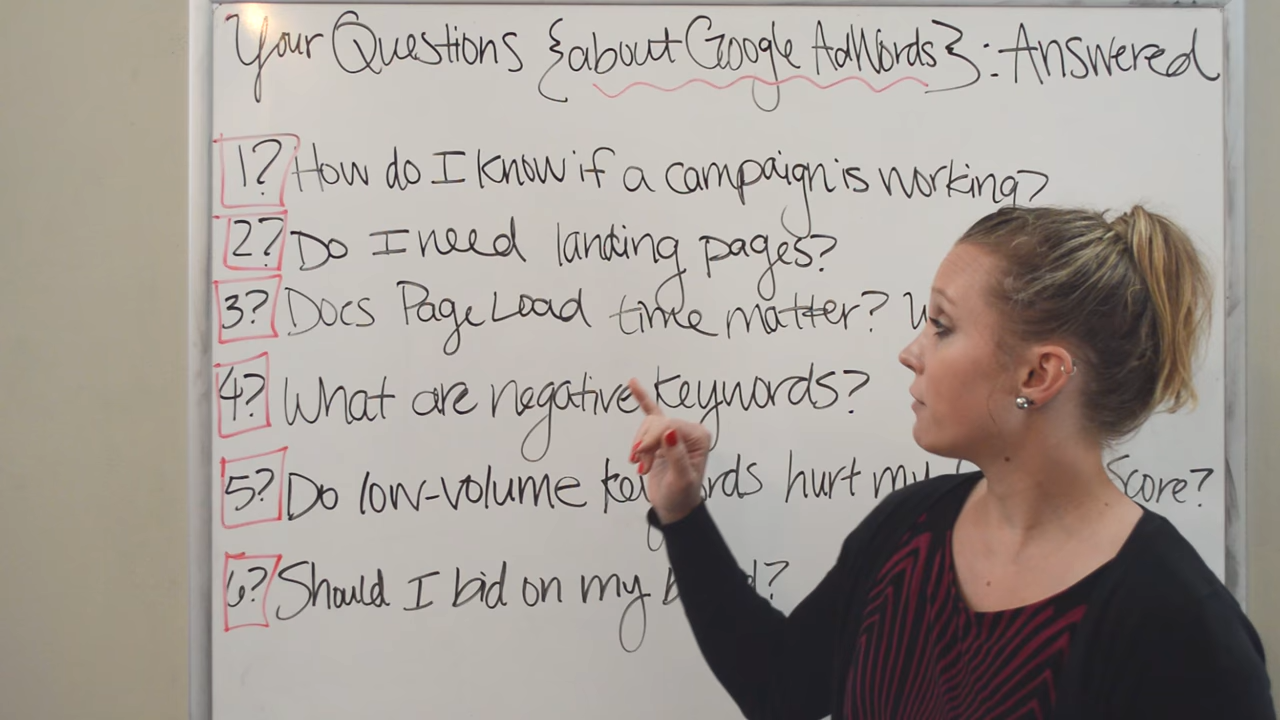 Your Questions {about Google AdWords}: Answered
1? How do I know if a campaign is working?
2? Do I need landing pages?
3? Does Page Load time matter?
4? What are negative keywords?
5? Do low-volume hurt my Score?
6? Should I bid on my